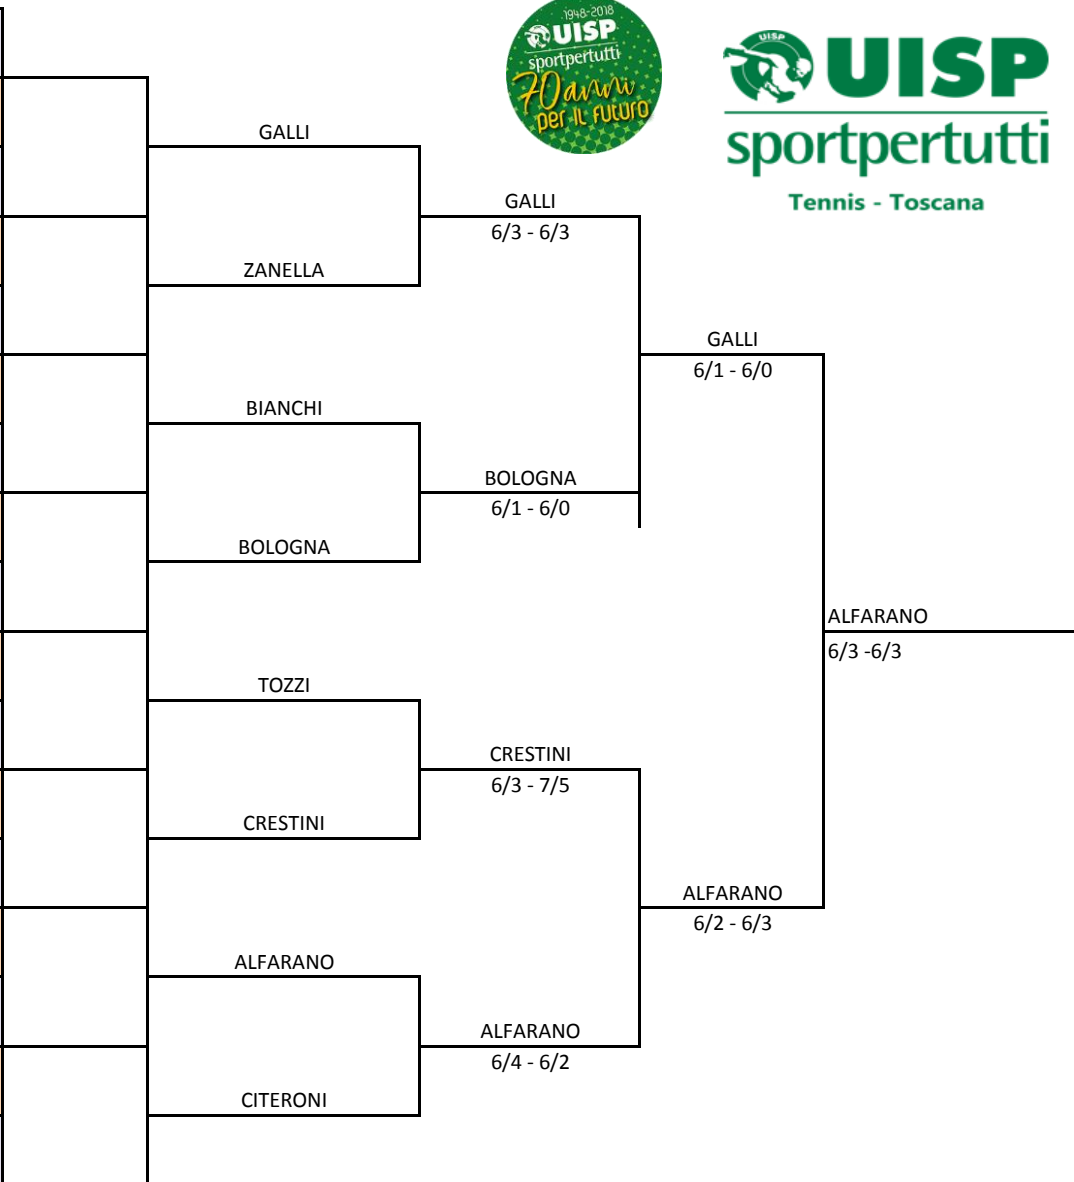 1948-2018
UISP
sportpertutti
70 anni
per il futuro
UISP
UISP
sportpertutti
Tennis - Toscana
GALLI
GALLI
6/3 - 6/3
ZANELLA
GALLI
6/1 - 6/0
BIANCHI
BOLOGNA
6/1 - 6/0
BOLOGNA
ALFARANO
6/3 -6/3
TOZZI
CRESTINI
6/3 - 7/5
CRESTINI
ALFARANO
6/2 - 6/3
ALFARANO
ALFARANO
6/4 - 6/2
CITERONI